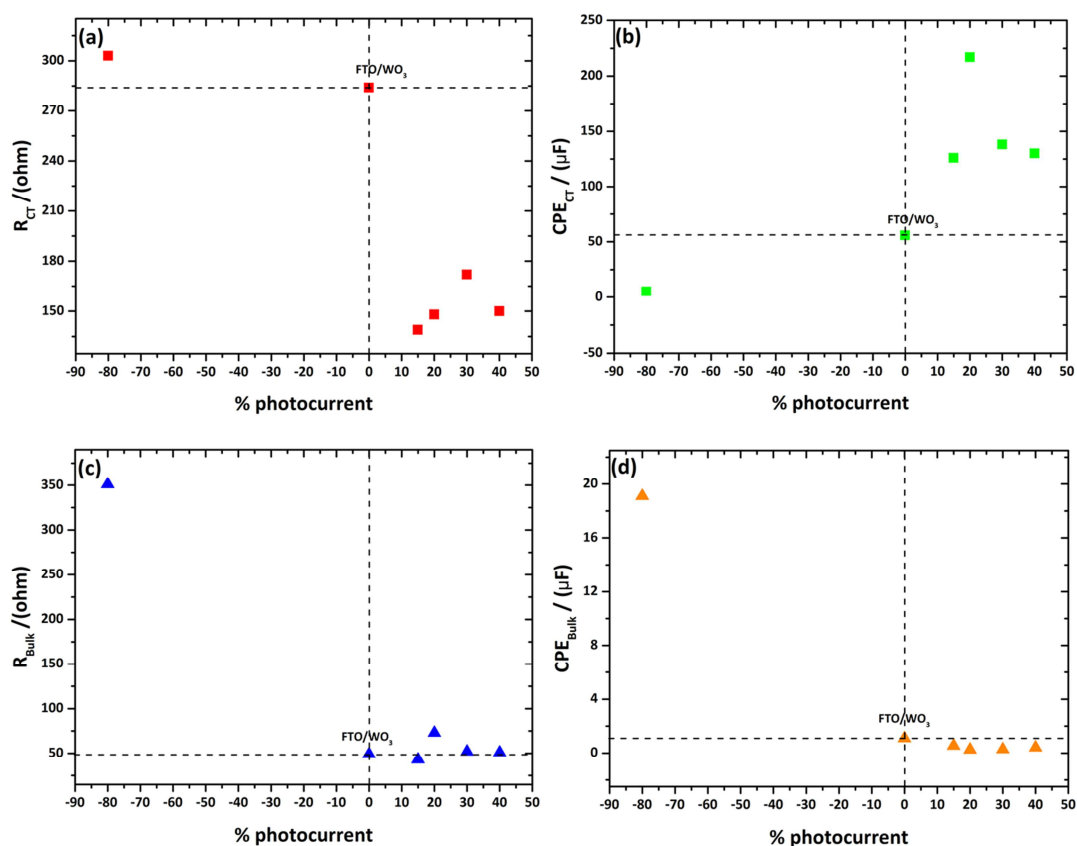 (a)
300
270
240
210
180
150
R_CT /(ohm)
FTO/WO₃
-90 -80 -70 -60 -50 -40 -30 -20 -10 0 10 20 30 40 50
% photocurrent
(b)
250
200
150
100
50
0
-50
CPE_CT / (μF)
FTO/WO₃
-90 -80 -70 -60 -50 -40 -30 -20 -10 0 10 20 30 40 50
% photocurrent
(c)
350
300
250
200
150
100
50
R_Bulk /(ohm)
FTO/WO₃
-90 -80 -70 -60 -50 -40 -30 -20 -10 0 10 20 30 40 50
% photocurrent
(d)
20
16
12
8
4
0
CPE_Bulk / (μF)
FTO/WO₃
-90 -80 -70 -60 -50 -40 -30 -20 -10 0 10 20 30 40 50
% photocurrent